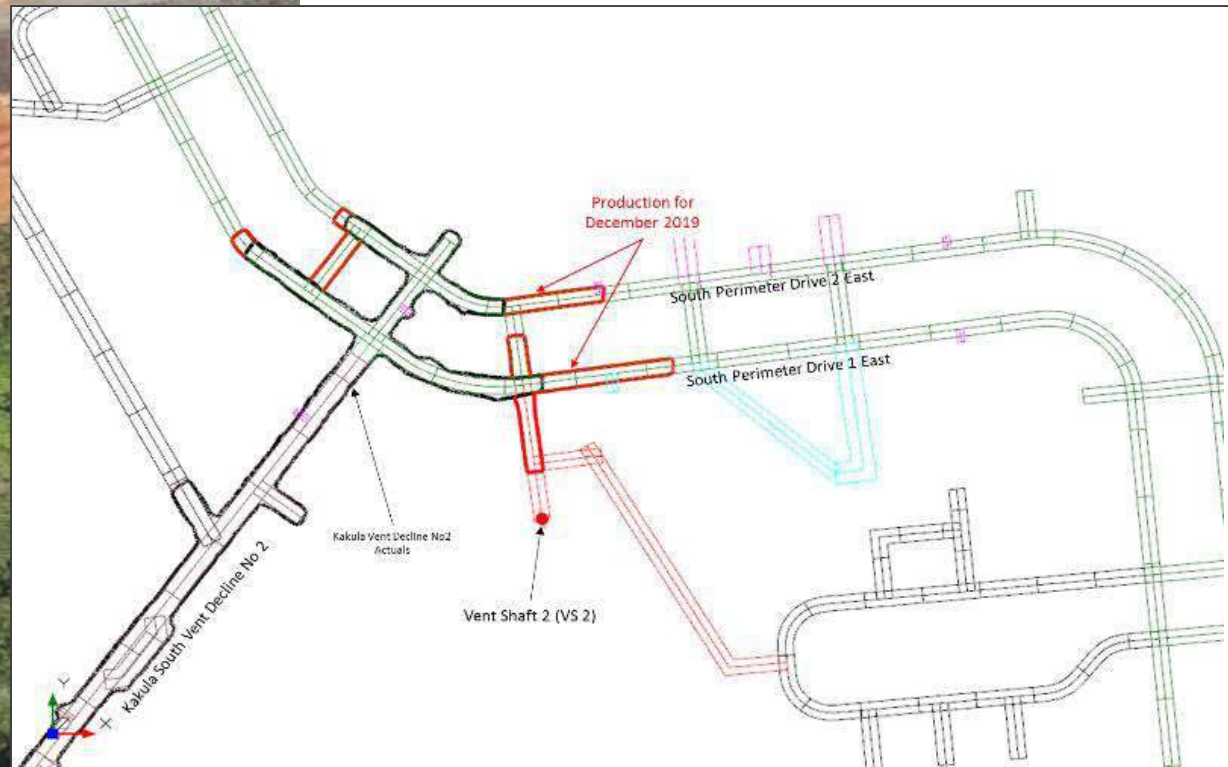 Production for
December 2019
South Perimeter Drive 2 East
South Perimeter Drive 1 East
Kakula Vent Decline No2
Actuals
Vent Shaft 2 (VS 2)
Kakula South Vent Decline No 2
Y
X